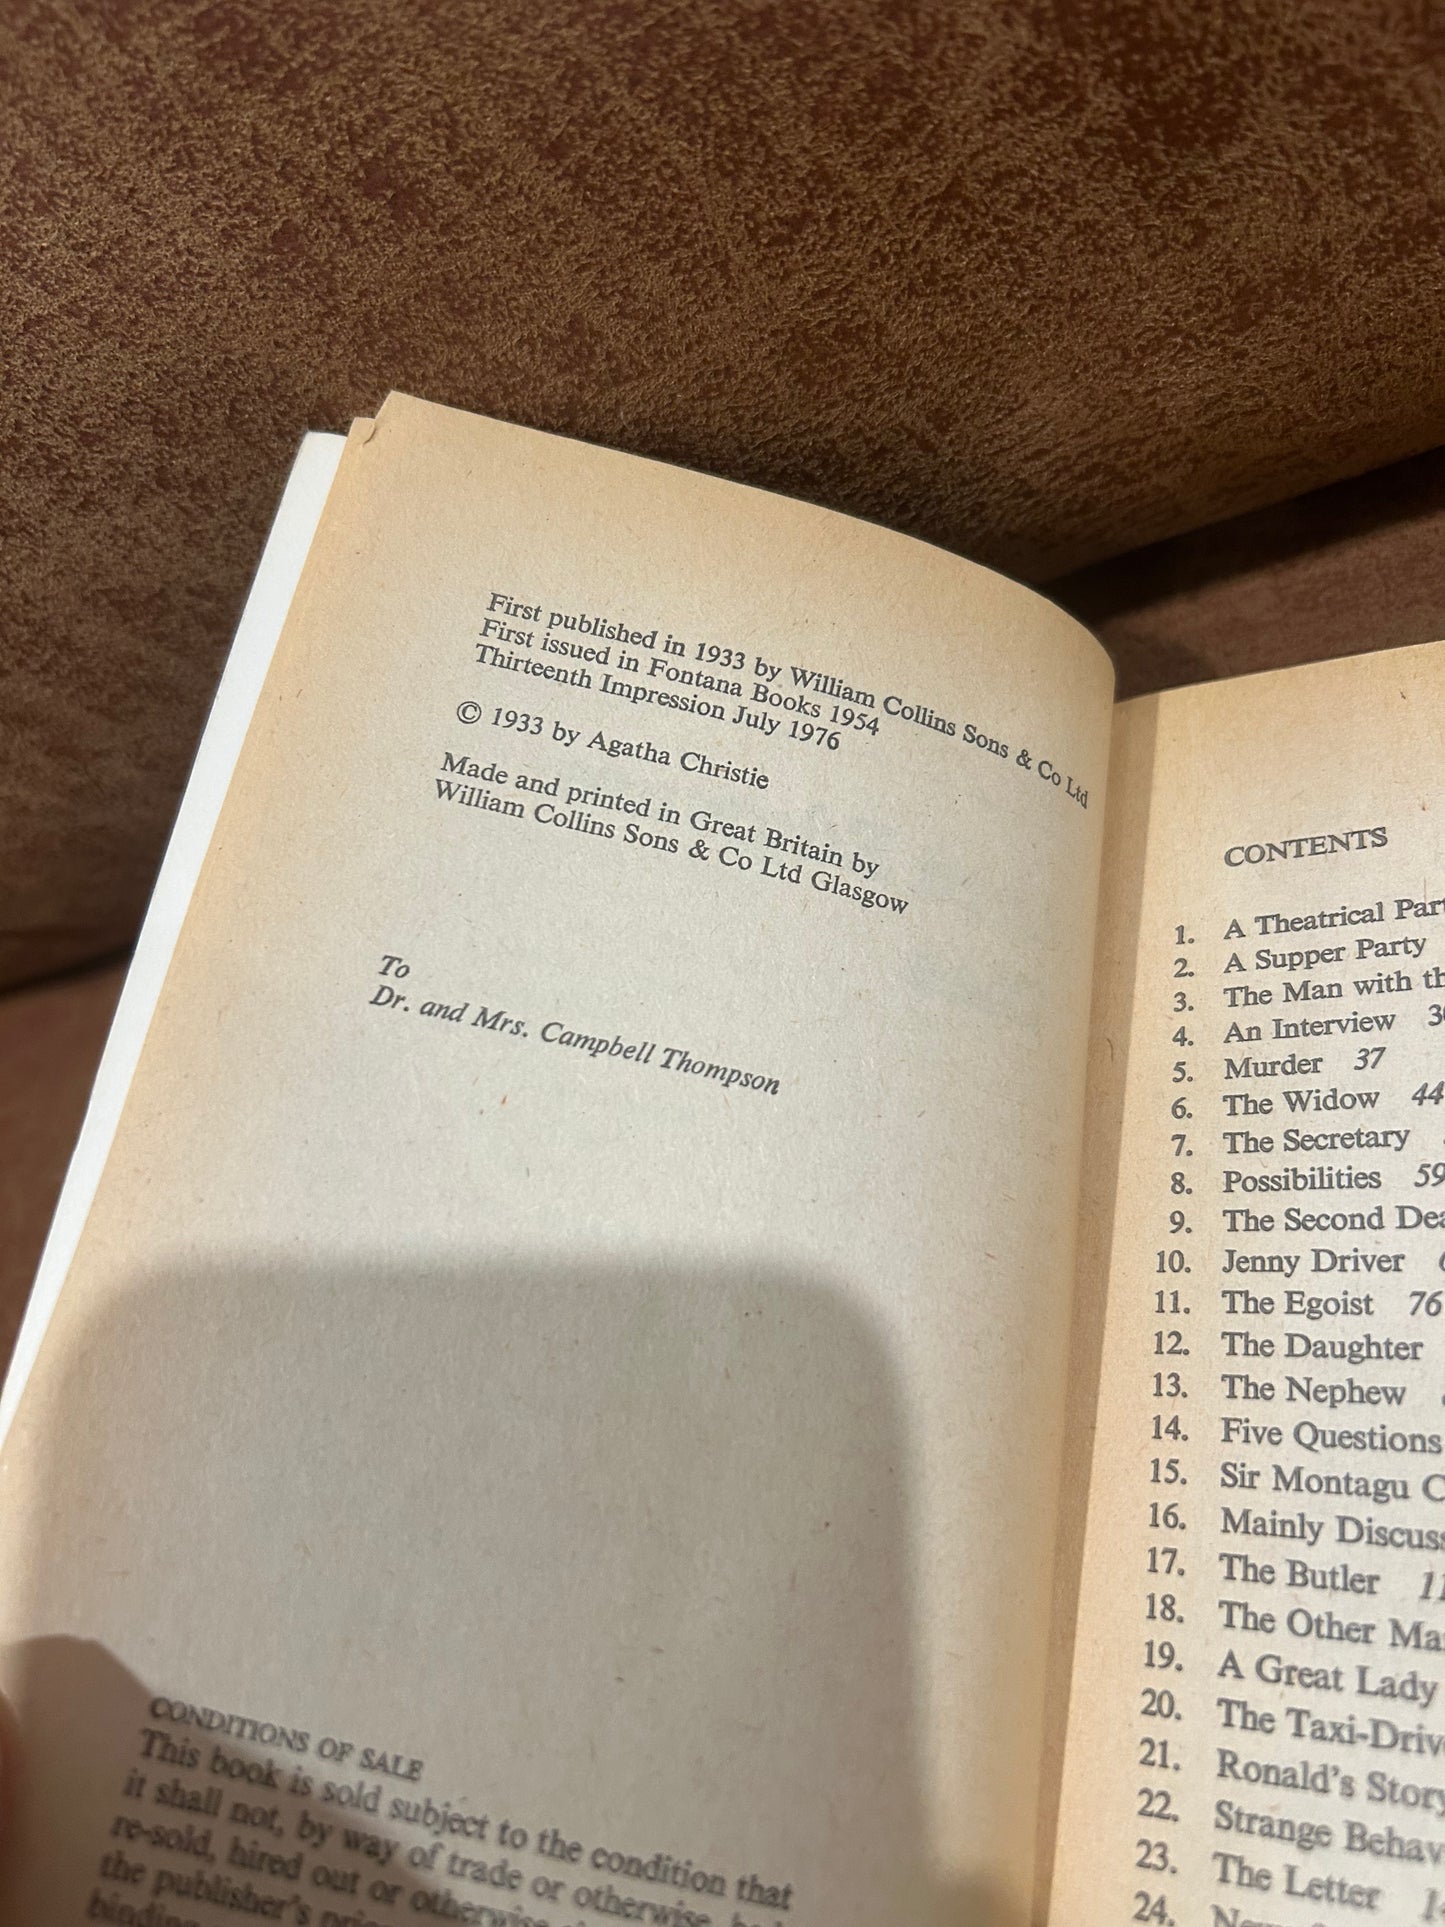 First published in 1933 by William Collins Sons & Co Ltd
First issued in Fontana Books 1954
Thirteenth Impression July 1976
© 1933 by Agatha Christie
Made and printed in Great Britain by
William Collins Sons & Co Ltd Glasgow
To
Dr. and Mrs. Campbell Thompson
CONDITIONS OF SALE
This book is sold subject to the condition that
it shall not, by way of trade or otherwise,
re-sold, hired out or otherwise
the publisher's
CONTENTS
1. A Theatrical
2. A Supper Party
3. The Man with
4. An Interview
5. Murder 37
6. The Widow 44
7. The Secretary
8. Possibilities 59
9. The Second
10. Jenny Driver
11. The Egoist 76
12. The Daughter
13. The Nephew
14. Five Questions
15. Sir Montagu
16. Mainly
17. The Butler
18. The Other
19. A Great Lady
20. The
21. Ronald's
22. Strange
23. The Letter
24.